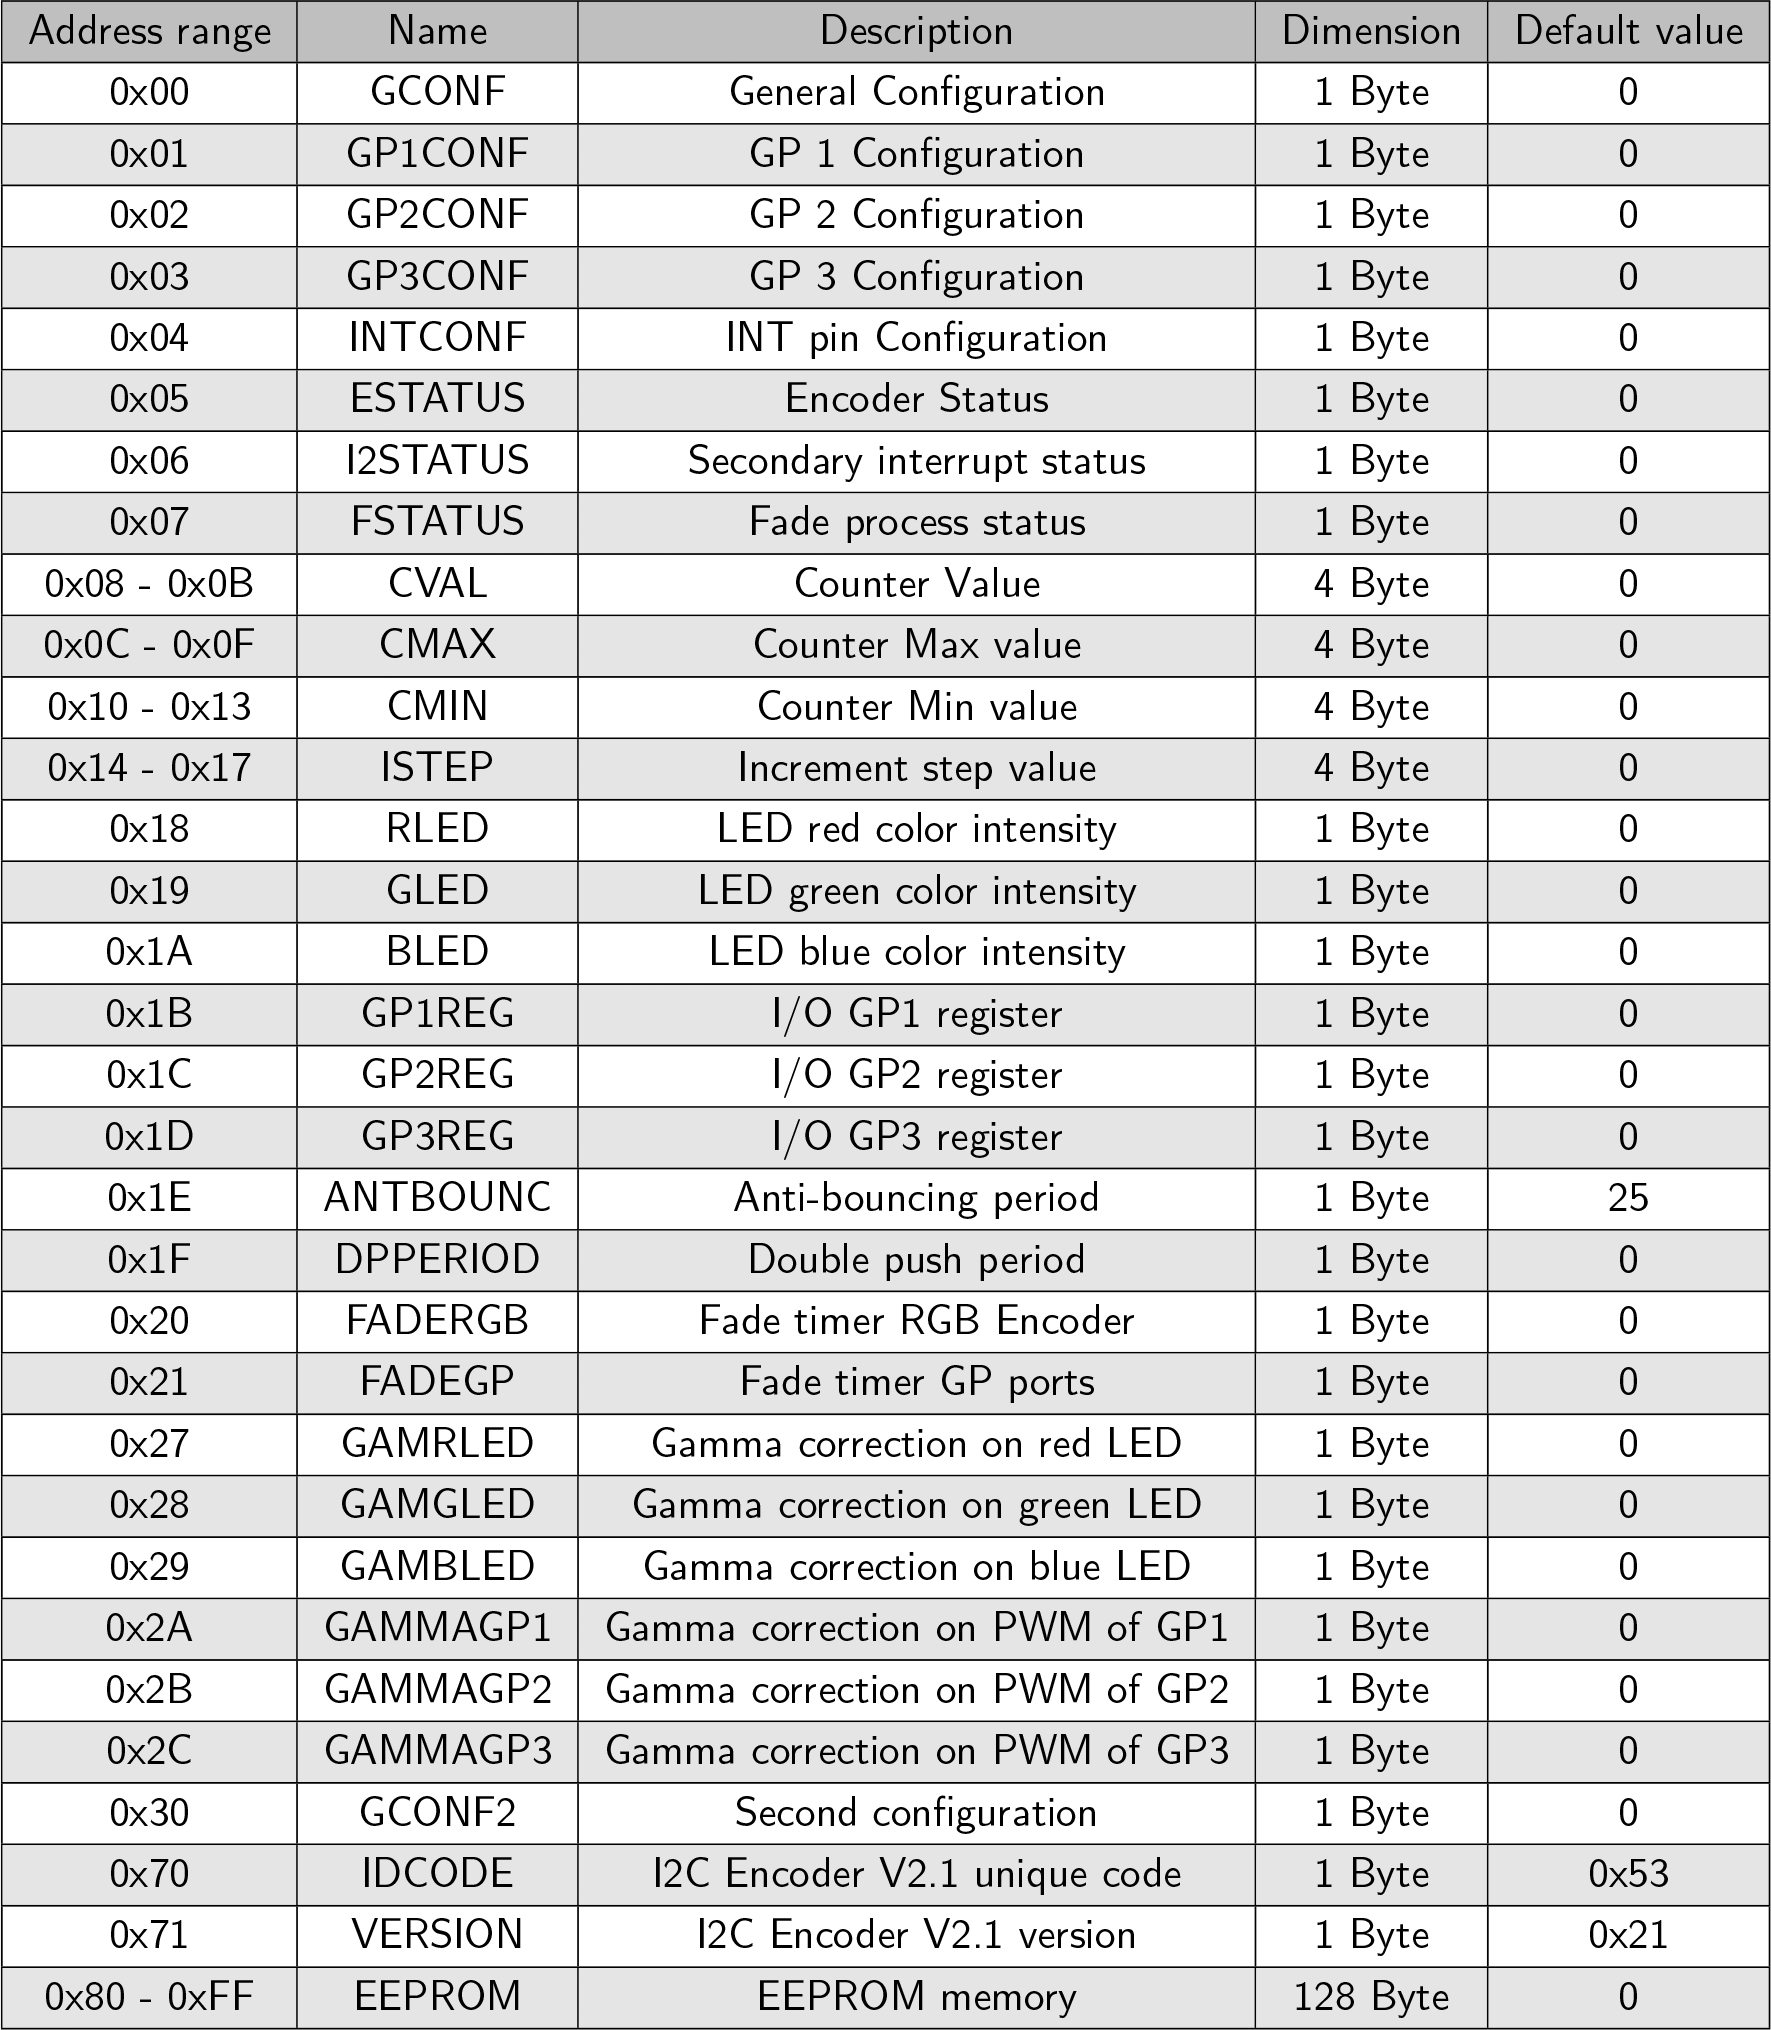 Address range Name Description Dimension Default value
0x00 GCONF General Configuration 1 Byte 0
0x01 GP1CONF GP 1 Configuration 1 Byte 0
0x02 GP2CONF GP 2 Configuration 1 Byte 0
0x03 GP3CONF GP 3 Configuration 1 Byte 0
0x04 INTCONF INT pin Configuration 1 Byte 0
0x05 ESTATUS Encoder Status 1 Byte 0
0x06 I2STATUS Secondary interrupt status 1 Byte 0
0x07 FSTATUS Fade process status 1 Byte 0
0x08 - 0x0B CVAL Counter Value 4 Byte 0
0x0C - 0x0F CMAX Counter Max value 4 Byte 0
0x10 - 0x13 CMIN Counter Min value 4 Byte 0
0x14 - 0x17 ISTEP Increment step value 4 Byte 0
0x18 RLED LED red color intensity 1 Byte 0
0x19 GLED LED green color intensity 1 Byte 0
0x1A BLED LED blue color intensity 1 Byte 0
0x1B GP1REG I/O GP1 register 1 Byte 0
0x1C GP2REG I/O GP2 register 1 Byte 0
0x1D GP3REG I/O GP3 register 1 Byte 0
0x1E ANTBOUNC Anti-bouncing period 1 Byte 25
0x1F DPPERIOD Double push period 1 Byte 0
0x20 FADERGB Fade timer RGB Encoder 1 Byte 0
0x21 FADEGP Fade timer GP ports 1 Byte 0
0x27 GAMRLED Gamma correction on red LED 1 Byte 0
0x28 GAMGLED Gamma correction on green LED 1 Byte 0
0x29 GAMBLED Gamma correction on blue LED 1 Byte 0
0x2A GAMMAGP1 Gamma correction on PWM of GP1 1 Byte 0
0x2B GAMMAGP2 Gamma correction on PWM of GP2 1 Byte 0
0x2C GAMMAGP3 Gamma correction on PWM of GP3 1 Byte 0
0x30 GCONF2 Second configuration 1 Byte 0
0x70 IDCODE I2C Encoder V2.1 unique code 1 Byte 0x53
0x71 VERSION I2C Encoder V2.1 version 1 Byte 0x21
0x80 - 0xFF EEPROM EEPROM memory 128 Byte 0